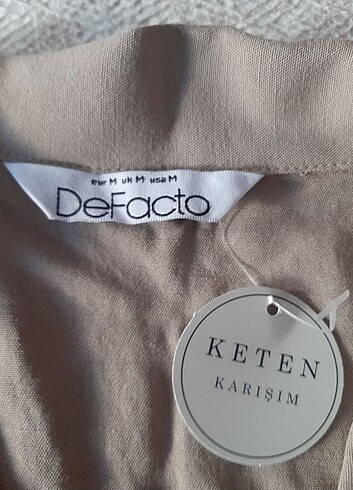 eur M uk M usa M
DeFacto
KETEN
KARIŞIM